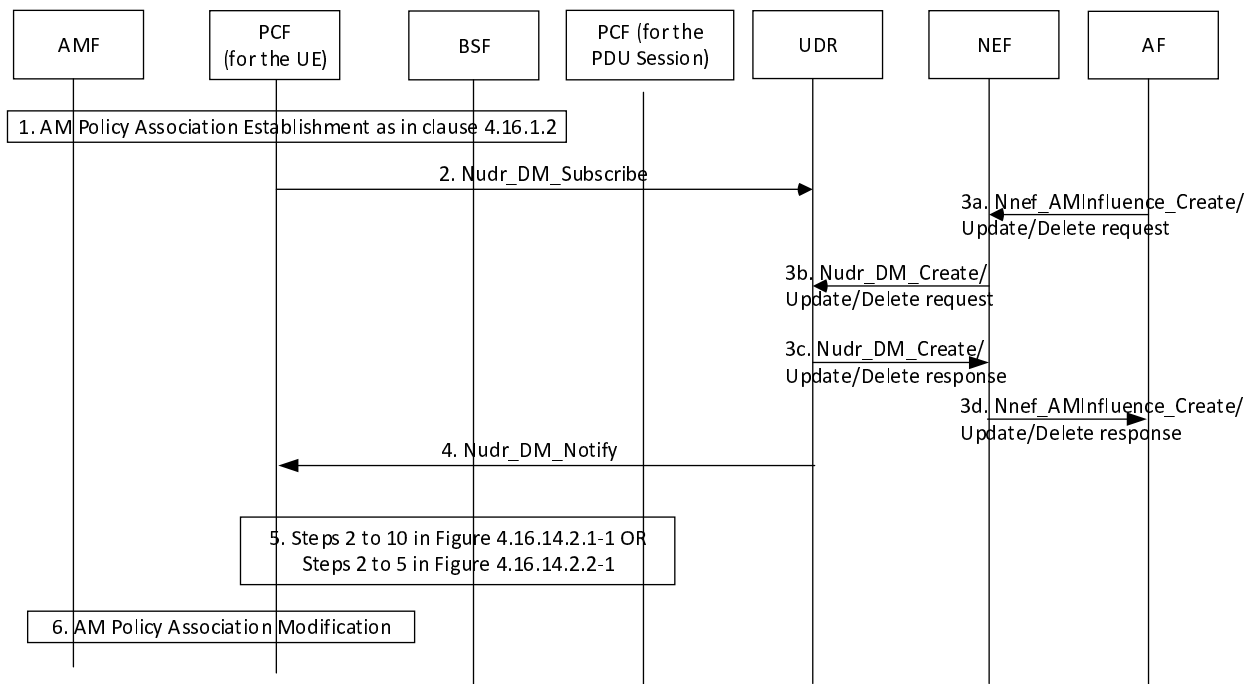 AMF
PCF
(for the UE)
BSF
PCF (for the
PDU Session)
UDR
NEF
AF
1. AM Policy Association Establishment as in clause 4.16.1.2
2. Nudr_DM_Subscribe
3a. Nnef_AMInfluence_Create/
Update/Delete request
3b. Nudr_DM_Create/
Update/Delete request
3c. Nudr_DM_Create/
Update/Delete response
3d. Nnef_AMInfluence_Create/
Update/Delete response
4. Nudr_DM_Notify
5. Steps 2 to 10 in Figure 4.16.14.2.1-1 OR
Steps 2 to 5 in Figure 4.16.14.2.2-1
6. AM Policy Association Modification